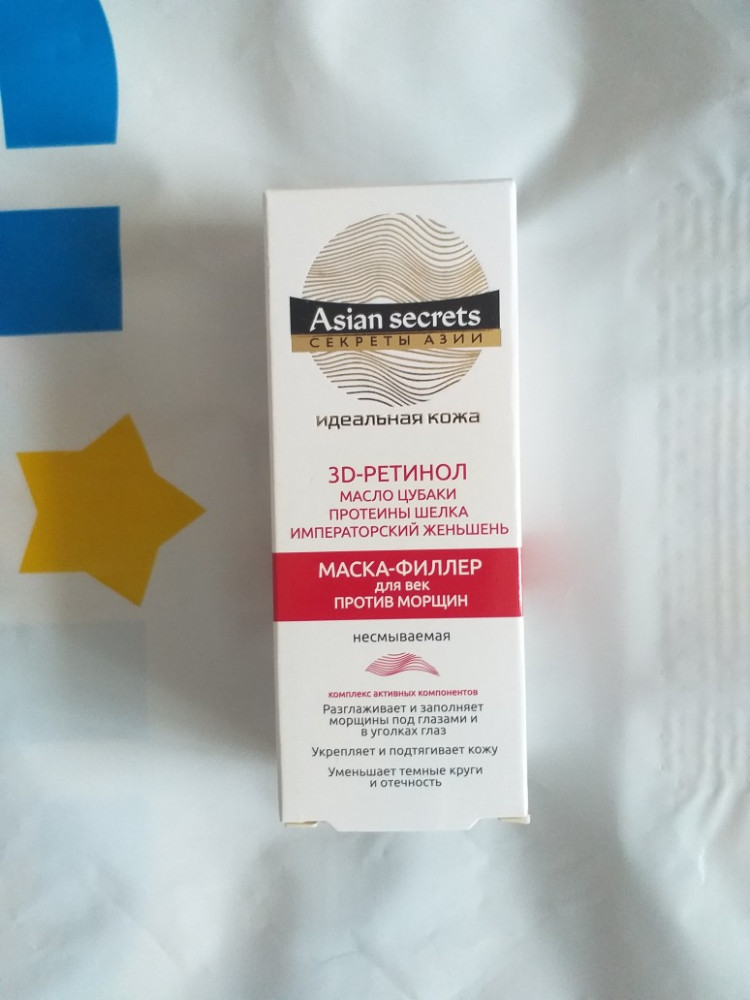 Asian secrets
СЕКРЕТЫ АЗИИ
идеальная кожа
3D-РЕТИНОЛ
МАСЛО ЦУБАКИ
ПРОТЕИНЫ ШЕЛКА
ИМПЕРАТОРСКИЙ ЖЕНЬШЕНЬ
МАСКА-ФИЛЛЕР
для век
ПРОТИВ МОРЩИН
несмываемая
комплекс активных компонентов
Разглаживает и заполняет
морщины под глазами и
в уголках глаз
Укрепляет и подтягивает кожу
Уменьшает темные круги
и отечность